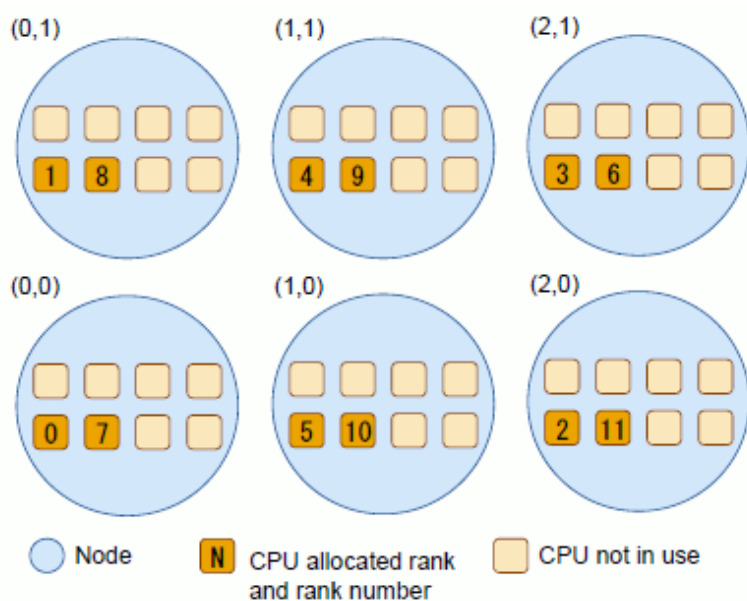 (0,1) (1,1) (2,1)
1 8 4 9 3 6
(0,0) (1,0) (2,0)
0 7 5 10 2 11
Node N CPU allocated rank and rank number CPU not in use